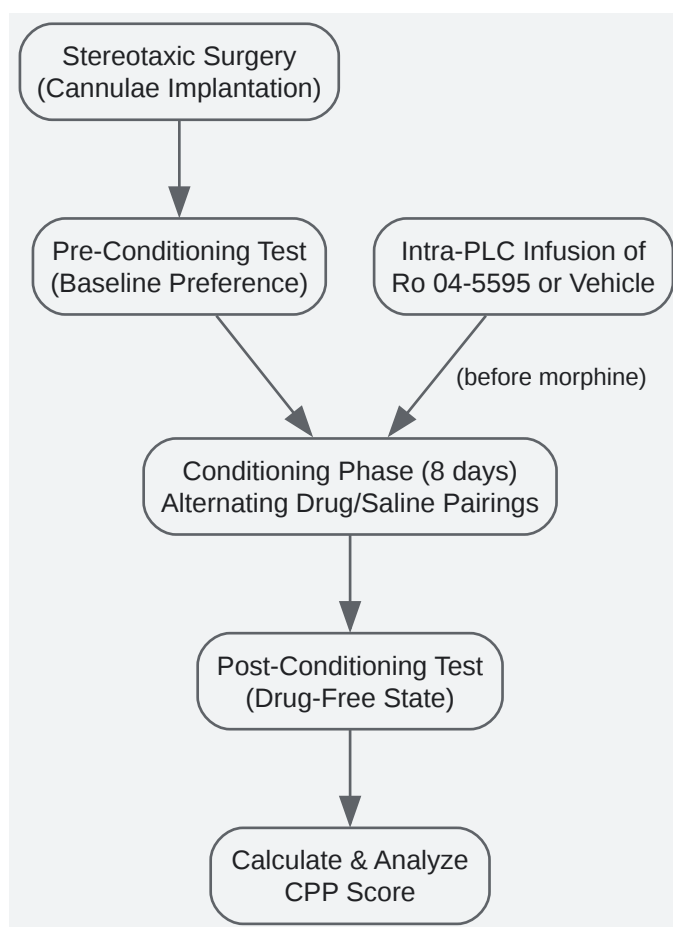 Stereotaxic Surgery
(Cannulae Implantation)
Pre-Conditioning Test
(Baseline Preference)
Intra-PLC Infusion of
Ro 04-5595 or Vehicle
(before morphine)
Conditioning Phase (8 days)
Alternating Drug/Saline Pairings
Post-Conditioning Test
(Drug-Free State)
Calculate & Analyze
CPP Score